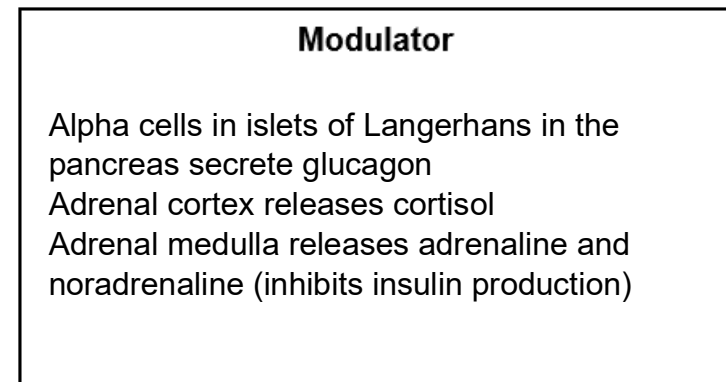 Modulator
Alpha cells in islets of Langerhans in the
pancreas secrete glucagon
Adrenal cortex releases cortisol
Adrenal medulla releases adrenaline and
noradrenaline (inhibits insulin production)